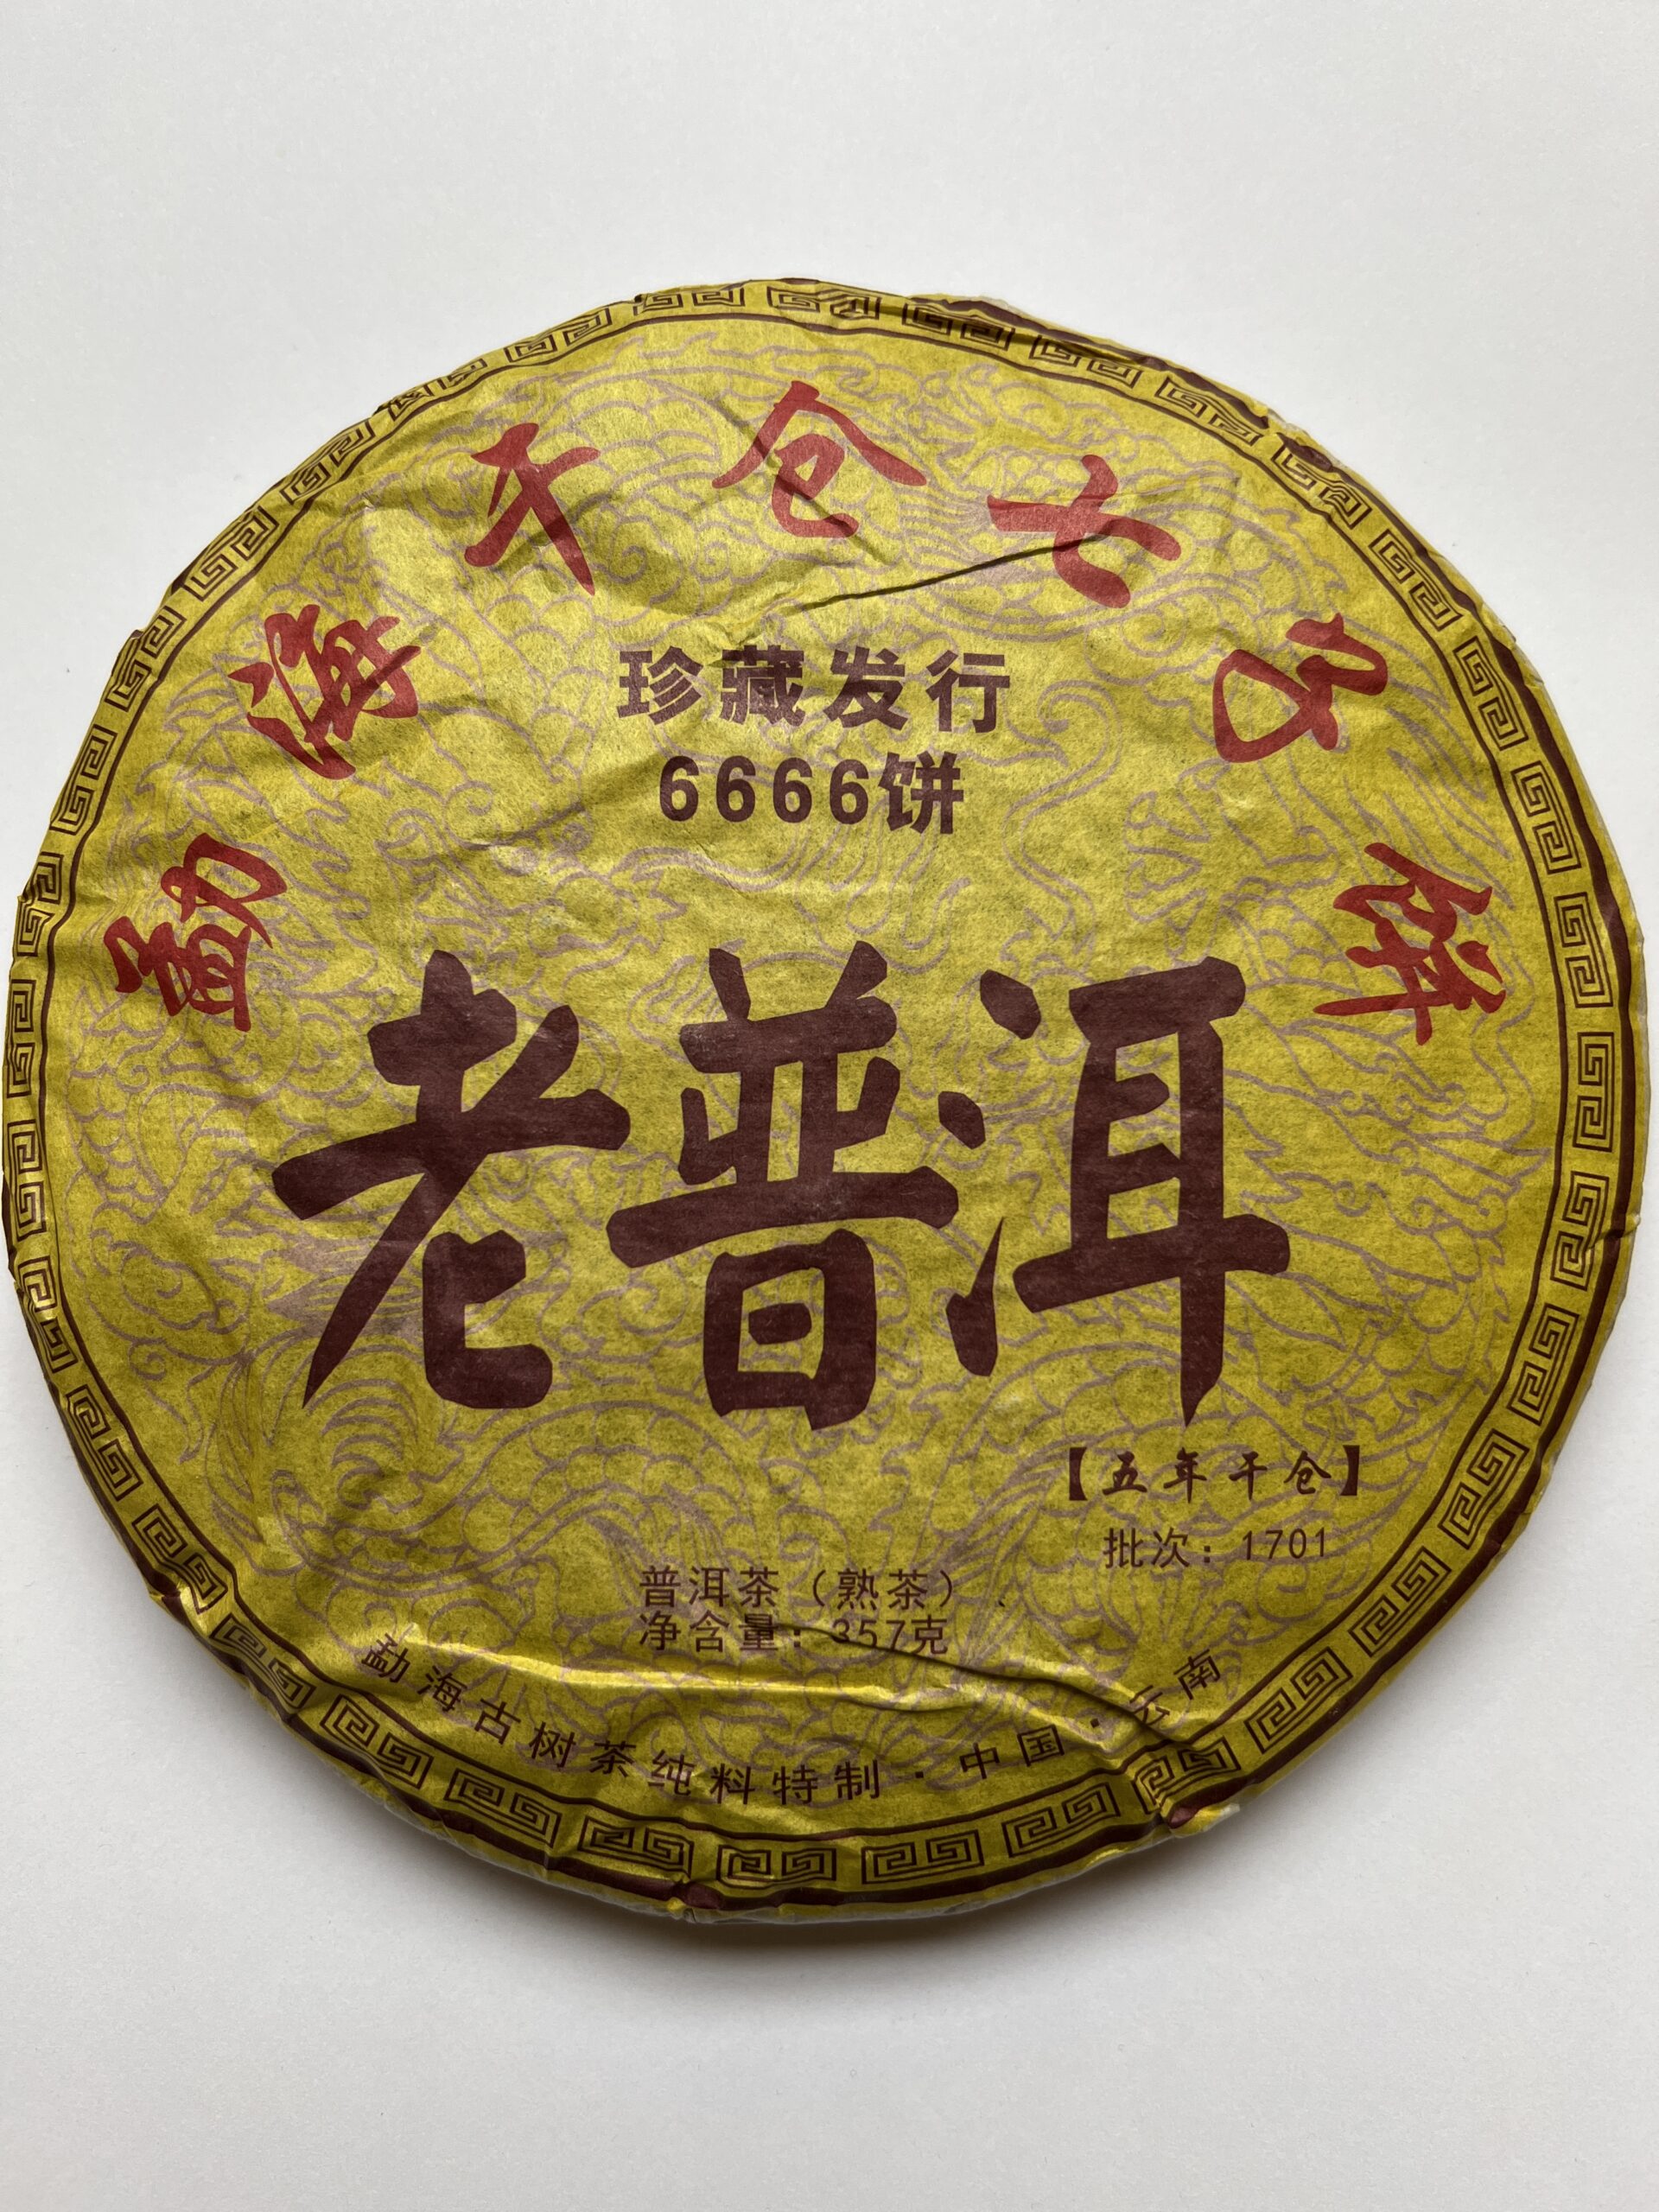 勐海干仓七子饼
珍藏发行
6666饼
老普洱
【五年干仓】
批次：1701
普洱茶（熟茶）
净含量：357克
勐海古树茶纯料特制·中国·云南